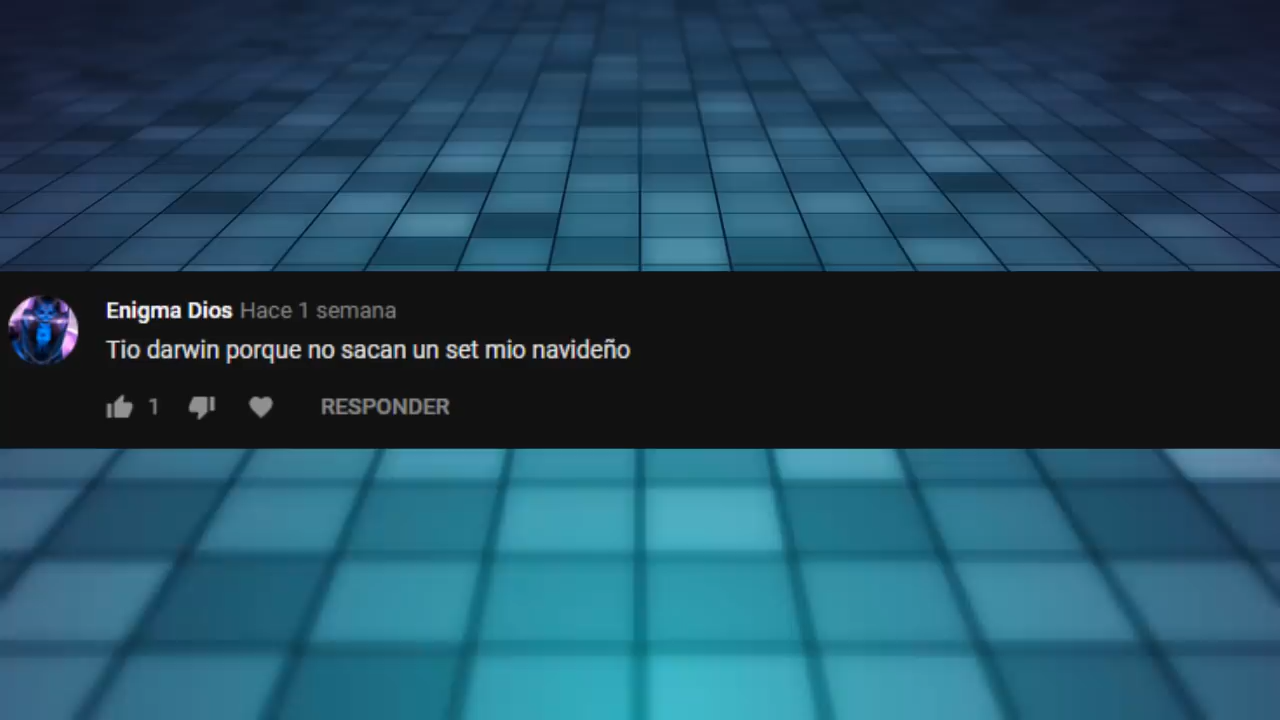 Enigma Dios Hace 1 semana
Tio darwin porque no sacan un set mio navideño
1 RESPONDER